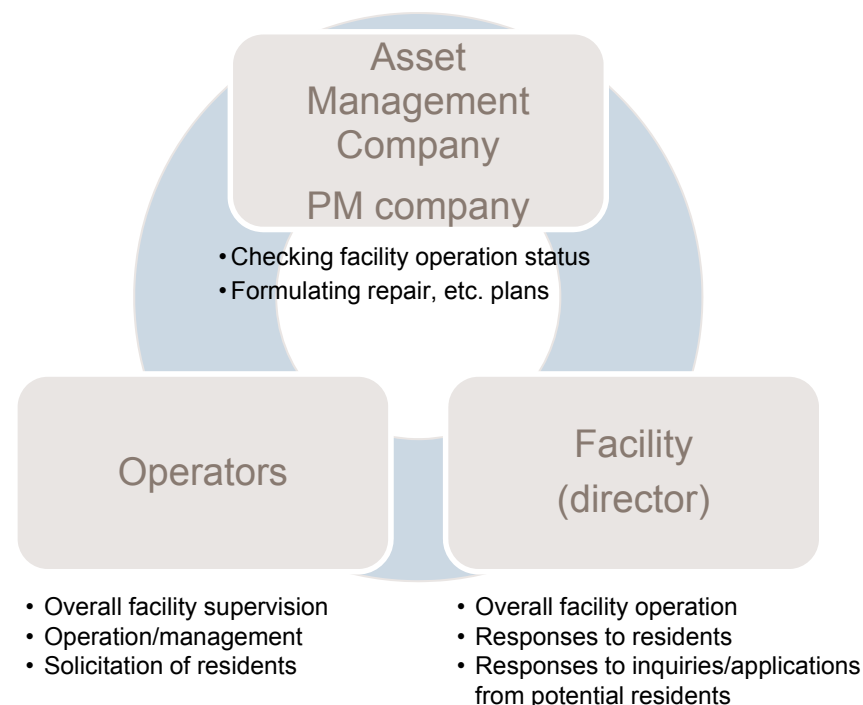 Asset
Management
Company
PM company
• Checking facility operation status
• Formulating repair, etc. plans
Operators
Facility
(director)
• Overall facility supervision
• Operation/management
• Solicitation of residents
• Overall facility operation
• Responses to residents
• Responses to inquiries/applications
from potential residents